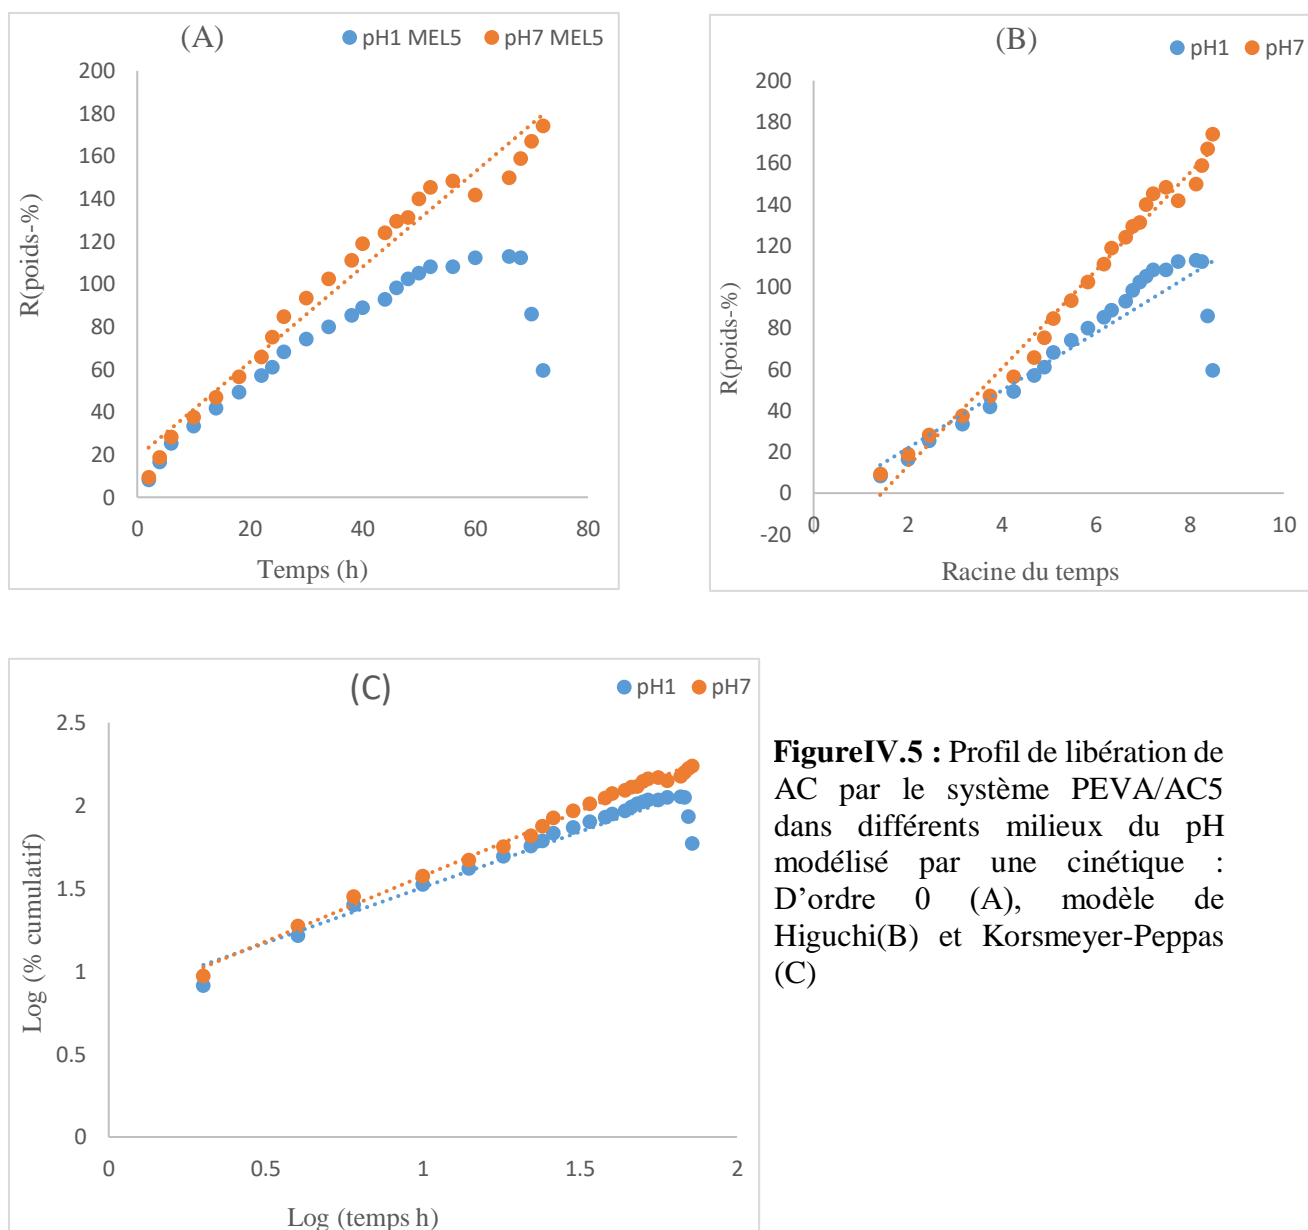 (A)
pH1 MEL5 pH7 MEL5
R(poids-%)
200
180
160
140
120
100
80
60
40
20
0
0 20 40 60 80
Temps (h)
(B)
pH1 pH7
R(poids-%)
200
180
160
140
120
100
80
60
40
20
0
-20
0 2 4 6 8 10
Racine du temps
(C)
pH1 pH7
Log (% cumulatif)
2.5
2
1.5
1
0.5
0
0 0.5 1 1.5 2
Log (temps h)
FigureIV.5 : Profil de libération de
AC par le système PEVA/AC5
dans différents milieux du pH
modélisé par une cinétique :
D’ordre 0 (A), modèle de
Higuchi(B) et Korsmeyer-Peppas
(C)